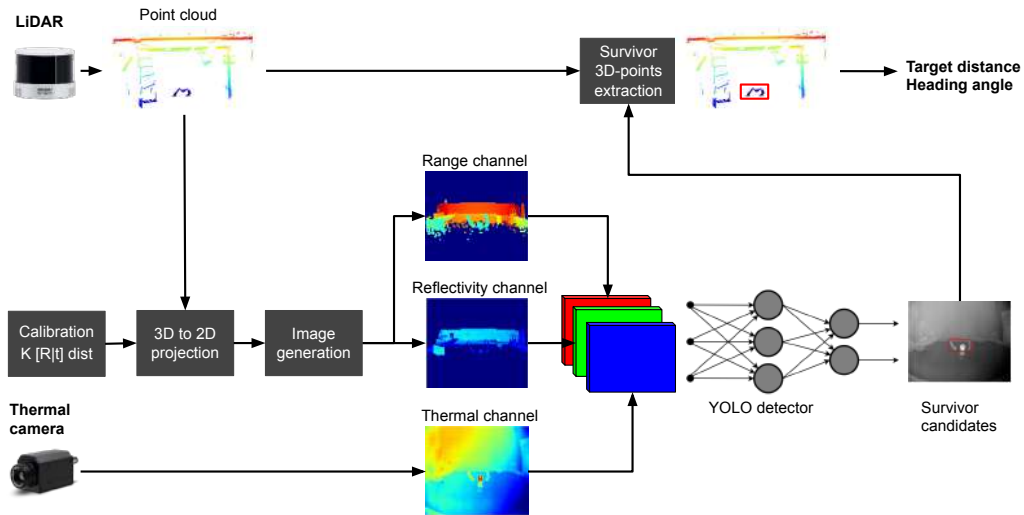 LiDAR
Point cloud
Survivor
3D-points
extraction
Target distance
Heading angle
Range channel
Reflectivity channel
Calibration
K [R|t] dist
3D to 2D
projection
Image
generation
YOLO detector
Survivor
candidates
Thermal
camera
Thermal channel